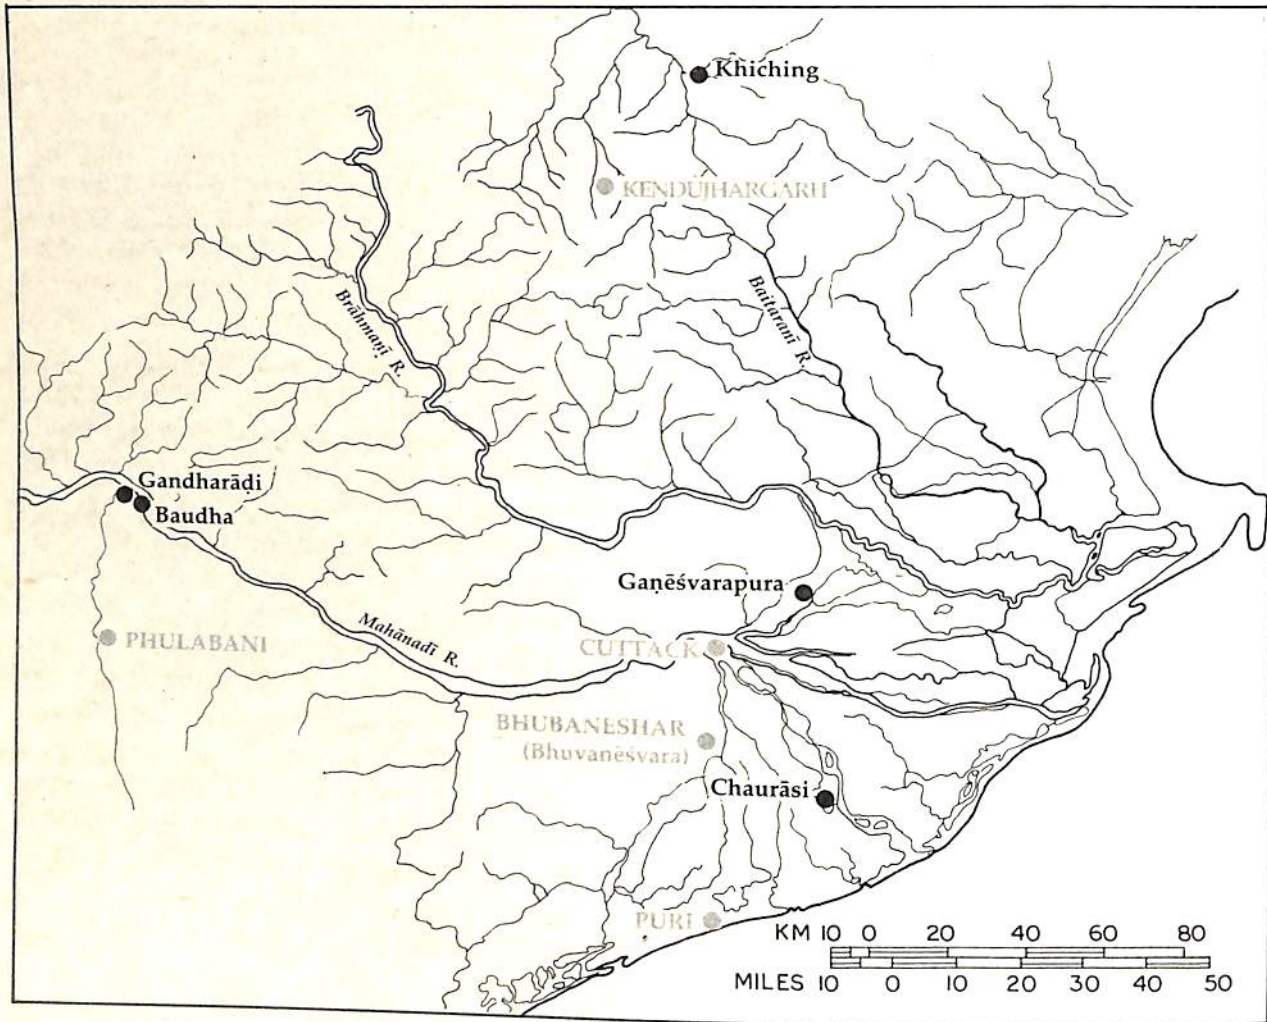 Khiching
KENDUJHARGARH
Brāhmaṇī R.
Baitaraṇī R.
Gandharāḍi
Baudha
Gaṇēśvarapura
PHULABANI
Mahānadī R.
CUTTACK
BHUBANESHAR
(Bhuvanēśvara)
Chaurāsi
PURI
KM 10 0 20 40 60 80
MILES 10 0 10 20 30 40 50